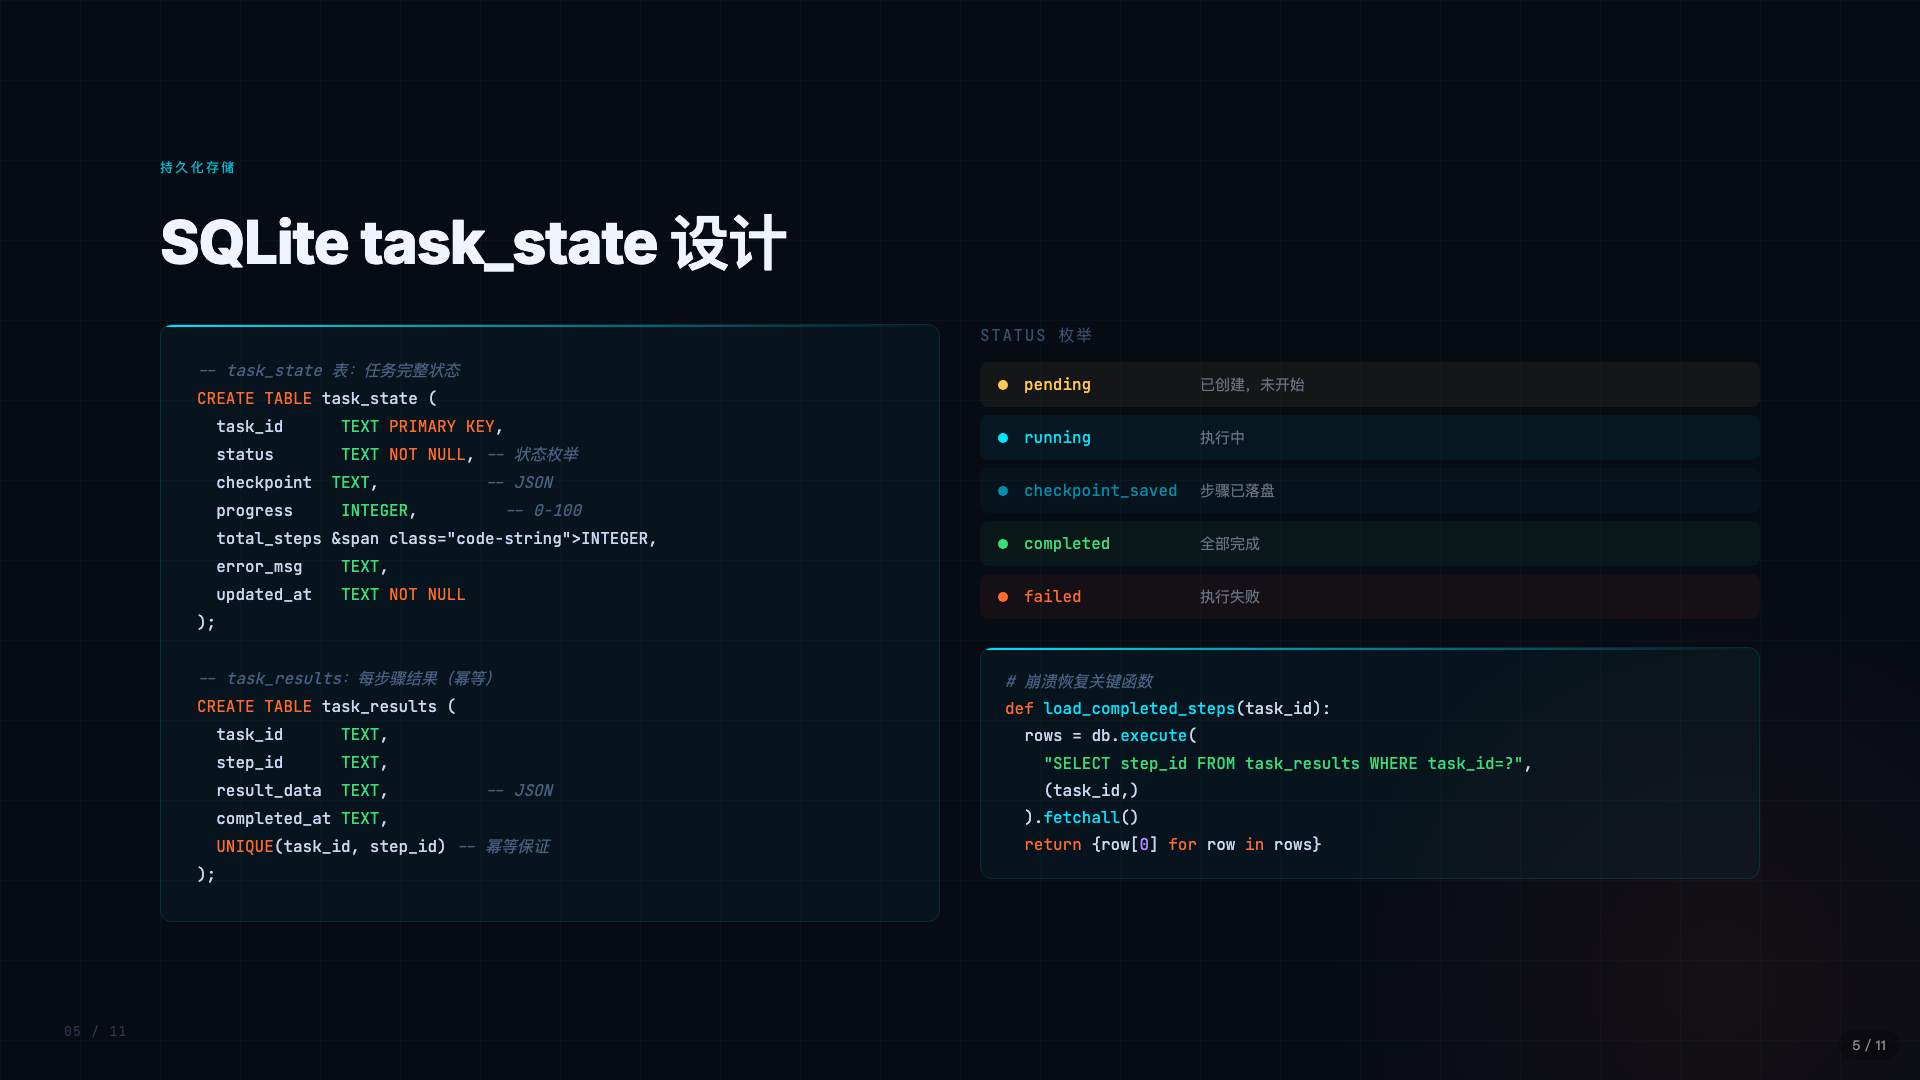 持久化存储
SQLite task_state 设计
-- task_state 表：任务完整状态
CREATE TABLE task_state (
  task_id      TEXT PRIMARY KEY,
  status       TEXT NOT NULL, -- 状态枚举
  checkpoint  TEXT,           -- JSON
  progress     INTEGER,         -- 0-100
  total_steps &span class="code-string">INTEGER,
  error_msg    TEXT,
  updated_at   TEXT NOT NULL
);
-- task_results：每步骤结果（幂等）
CREATE TABLE task_results (
  task_id      TEXT,
  step_id      TEXT,
  result_data  TEXT,          -- JSON
  completed_at TEXT,
  UNIQUE(task_id, step_id) -- 幂等保证
);
STATUS 枚举
pending 已创建，未开始
running 执行中
checkpoint_saved 步骤已落盘
completed 全部完成
failed 执行失败
# 崩溃恢复关键函数
def load_completed_steps(task_id):
  rows = db.execute(
    "SELECT step_id FROM task_results WHERE task_id=?",
    (task_id,)
  ).fetchall()
  return {row[0] for row in rows}
05 / 11
5 / 11